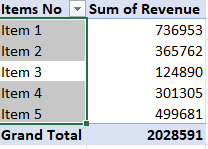 Items No Sum of Revenue
Item 1 736953
Item 2 365762
Item 3 124890
Item 4 301305
Item 5 499681
Grand Total 2028591